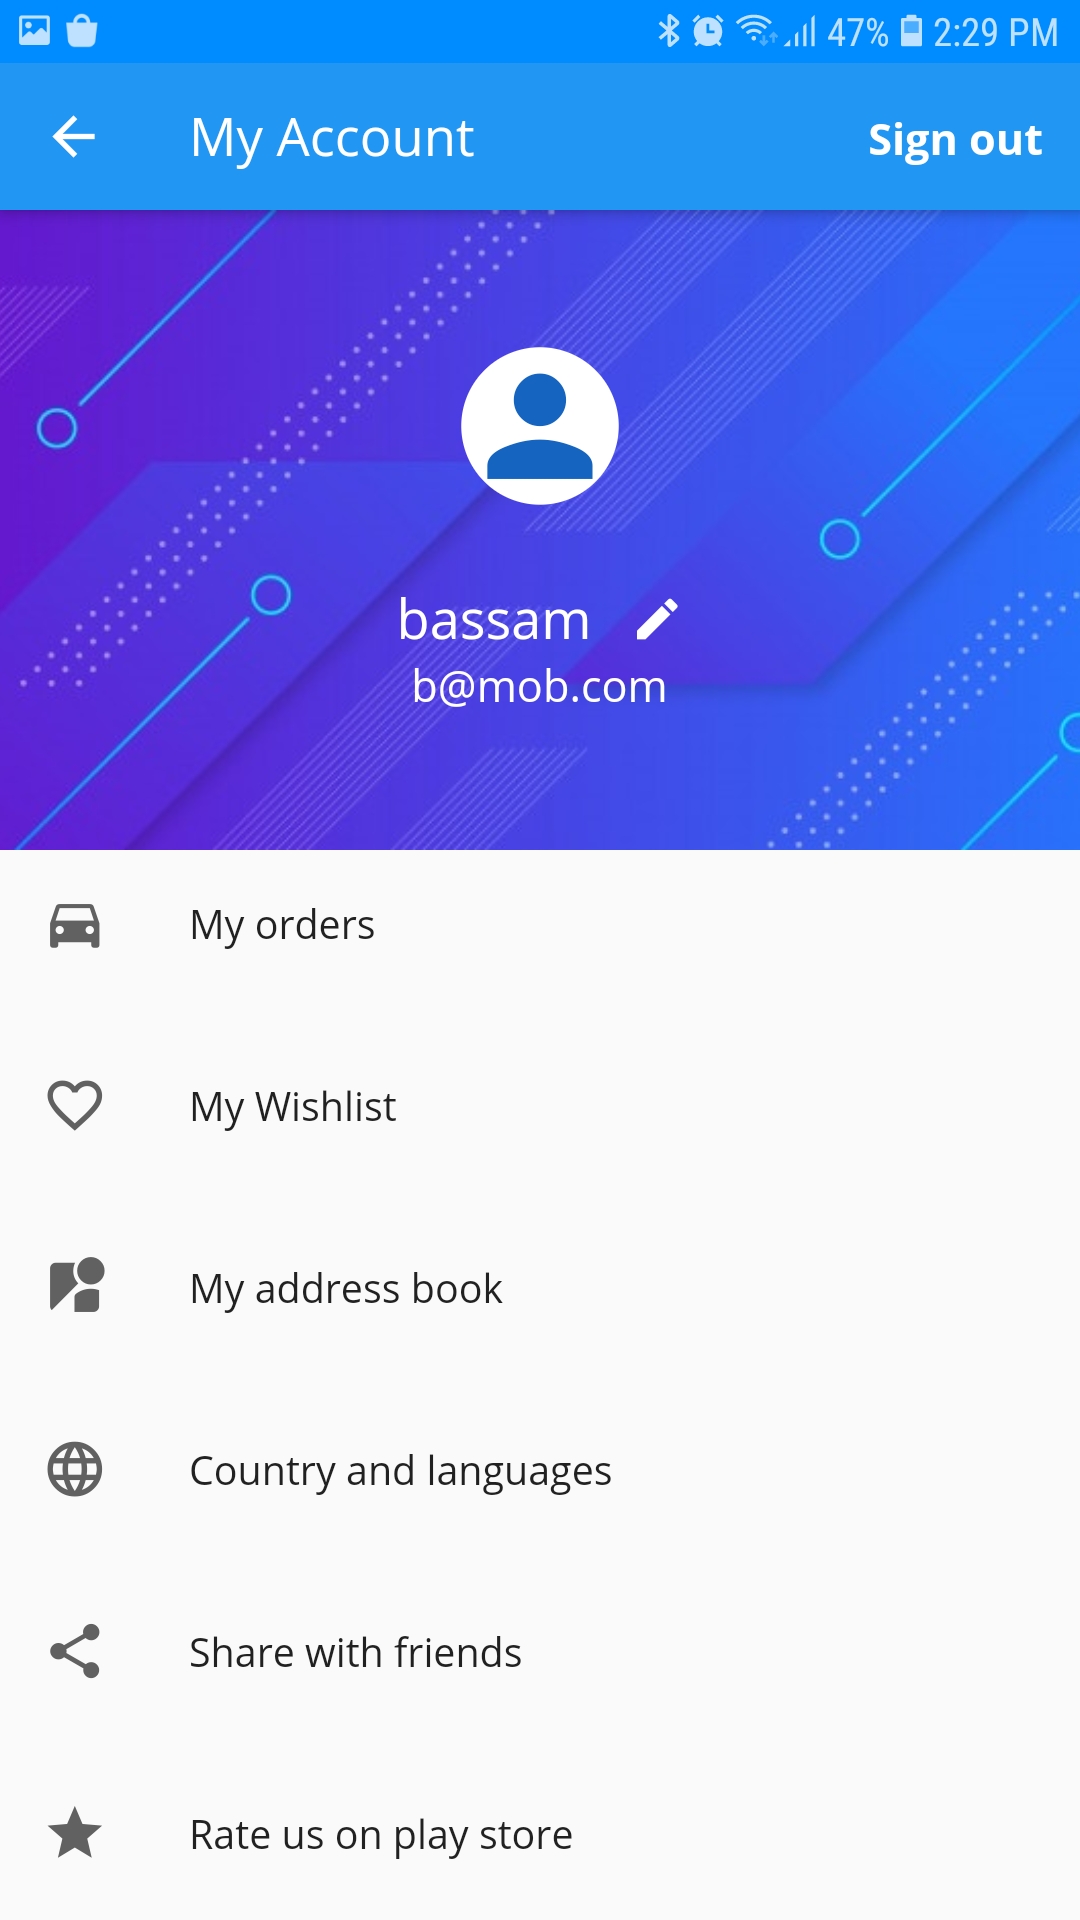 47% 2:29 PM
My Account Sign out
bassam
b@mob.com
My orders
My Wishlist
My address book
Country and languages
Share with friends
Rate us on play store